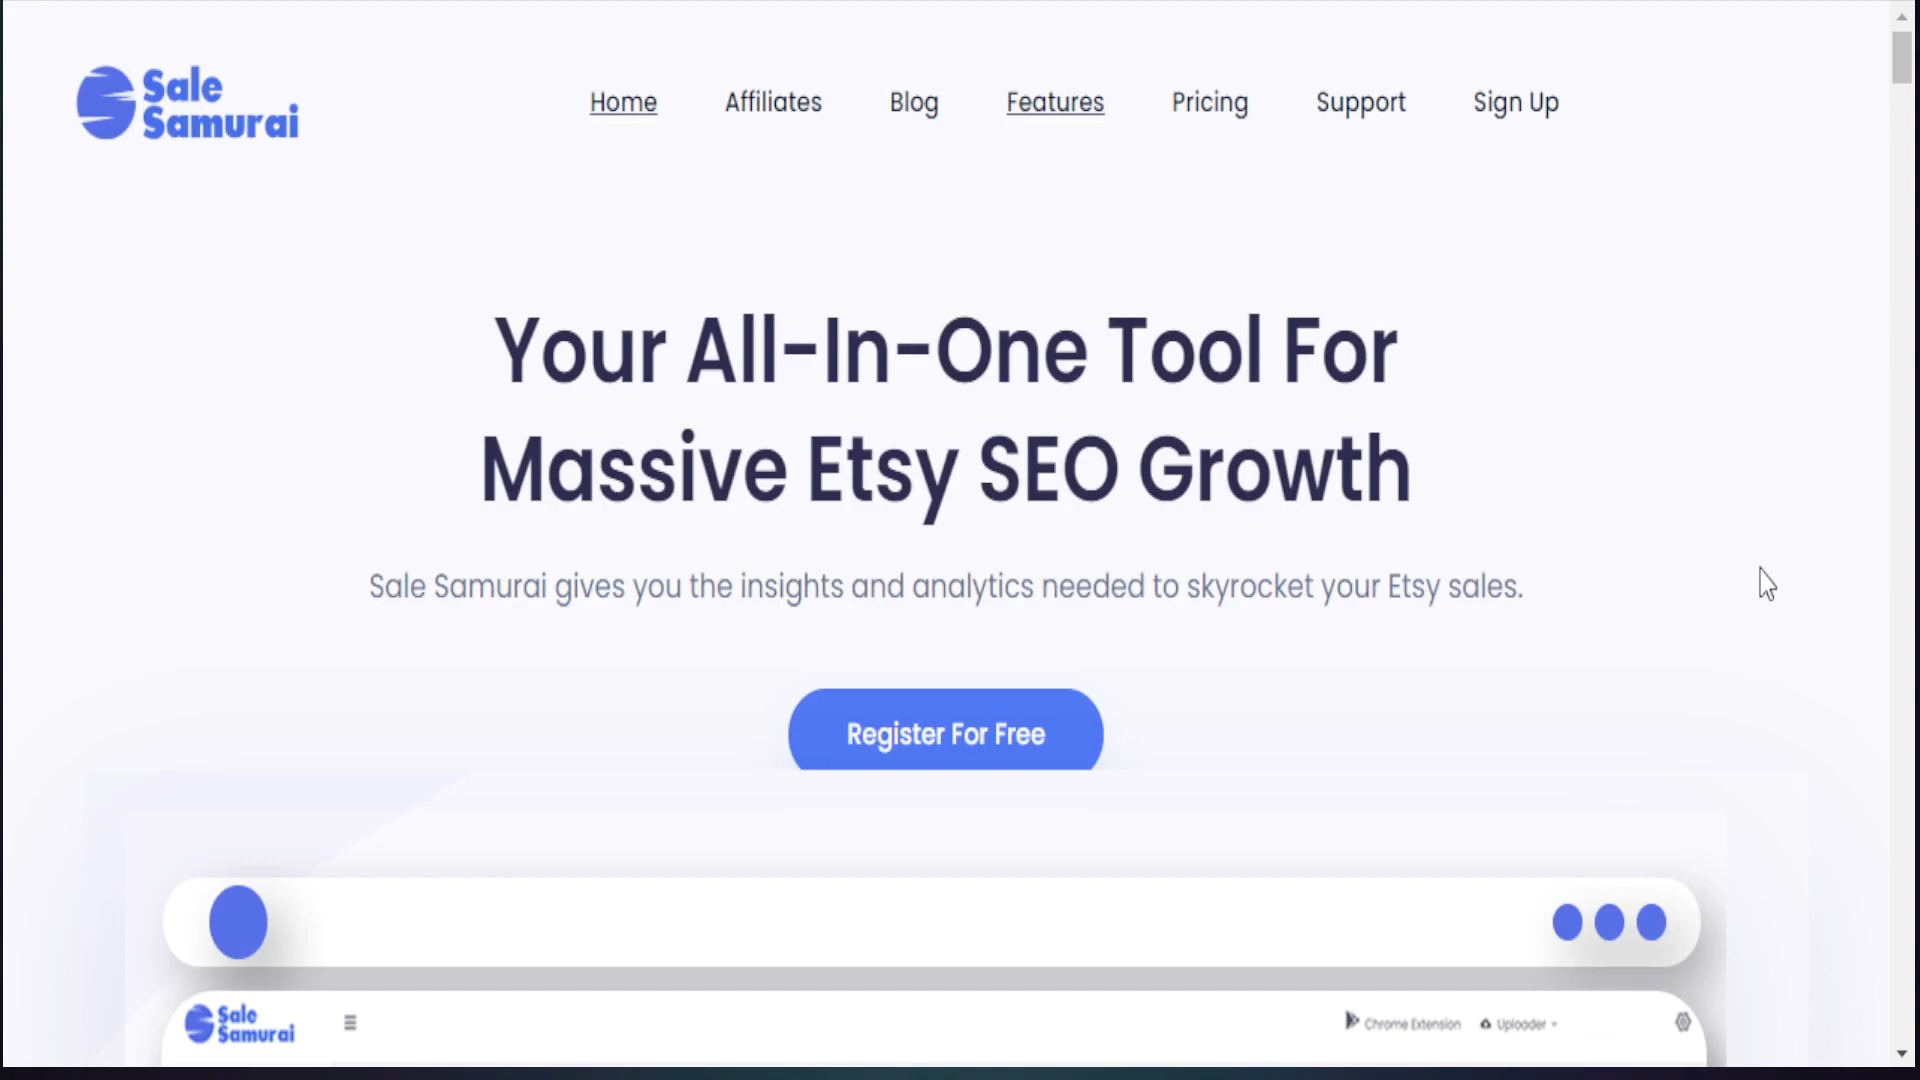 Sale
Samurai
Home Affiliates Blog Features Pricing Support Sign Up
Your All-In-One Tool For
Massive Etsy SEO Growth
Sale Samurai gives you the insights and analytics needed to skyrocket your Etsy sales.
Register For Free
Sale
Samurai
Chrome Extension Uploader